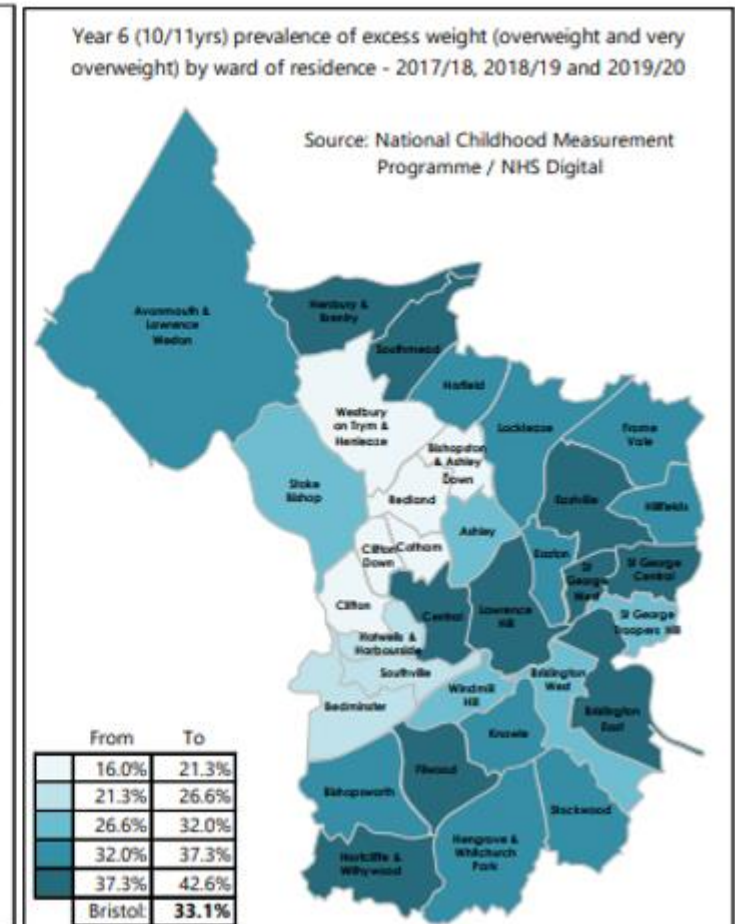 Year 6 (10/11yrs) prevalence of excess weight (overweight and very
overweight) by ward of residence - 2017/18, 2018/19 and 2019/20
Source: National Childhood Measurement
Programme / NHS Digital
Avonmouth &
Lawrence
Weston
Henbury &
Brentry
Southmead
Horfield
Westbury
on Trym &
Henleaze
Lockleaze
Frome
Vale
Bishopston
& Ashley
Down
Stoke
Bishop
Redland
Eastville
Hillfields
Ashley
Clifton
Down
Cotham
Easton
St
George
West
St George
Central
Clifton
Central
Lawrence
Hill
St George
Troopers Hill
Hotwells &
Harbourside
Southville
Windmill
Hill
Brislington
West
Bedminster
Brislington
East
Knowle
Filwood
Bishopsworth
Stockwood
Hengrove &
Whitchurch
Park
Hartcliffe &
Withywood
From To
16.0% 21.3%
21.3% 26.6%
26.6% 32.0%
32.0% 37.3%
37.3% 42.6%
Bristol: 33.1%